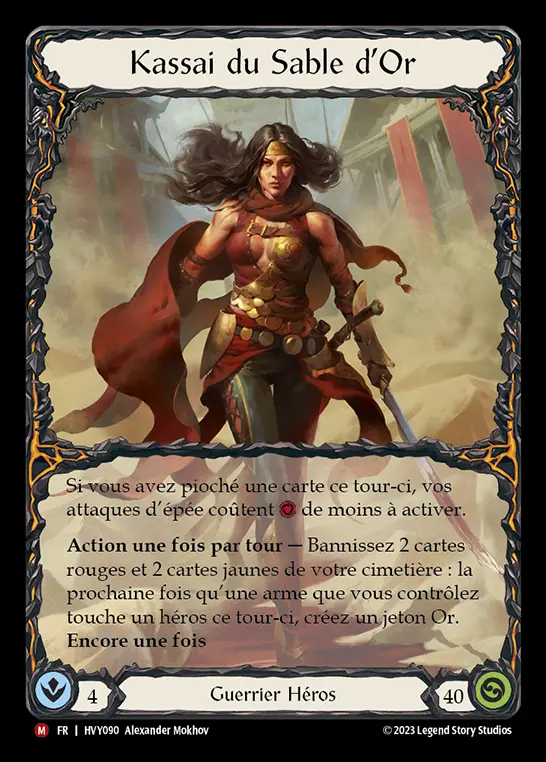 Kassai du Sable d'Or
Si vous avez pioché une carte ce tour-ci, vos
attaques d'épée coûtent de moins à activer.
Action une fois par tour — Bannissez 2 cartes
rouges et 2 cartes jaunes de votre cimetière : la
prochaine fois qu'une arme que vous contrôlez
touche un héros ce tour-ci, créez un jeton Or.
Encore une fois
4
Guerrier Héros
40
M FR | HVY090 Alexander Mokhov
© 2023 Legend Story Studios